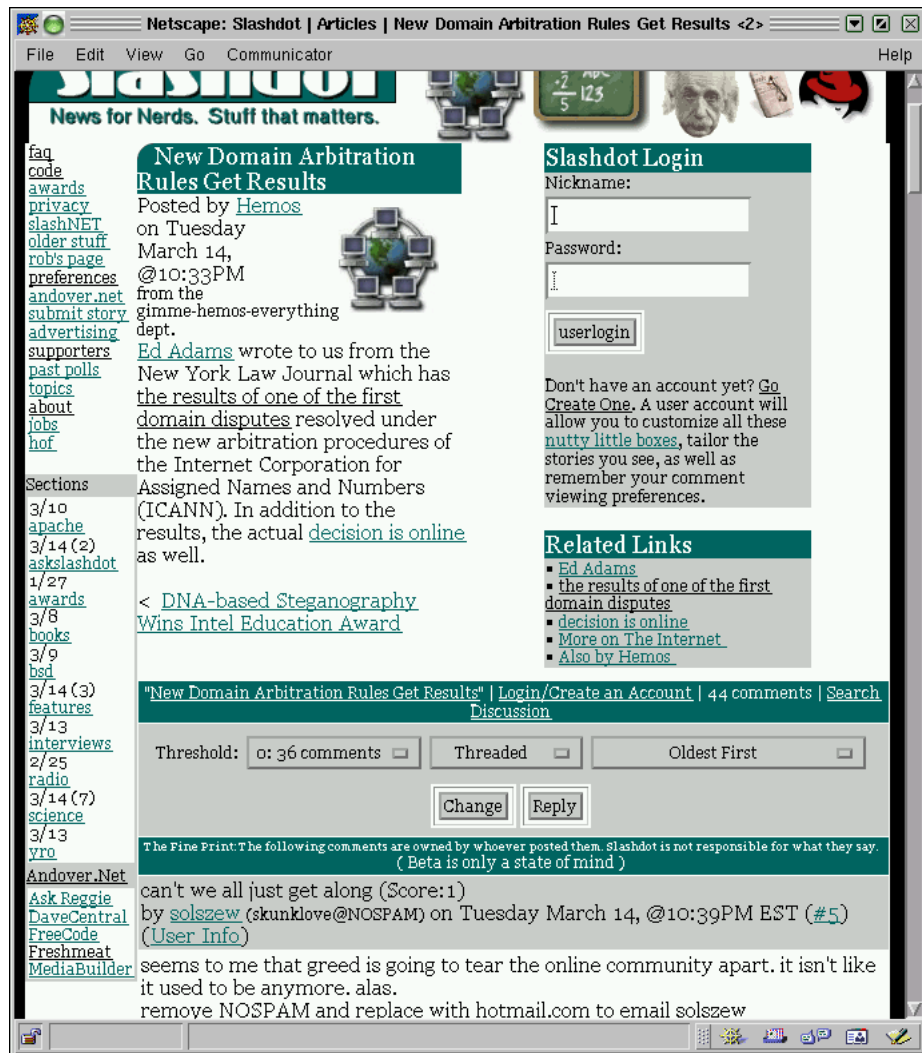 Netscape: Slashdot | Articles | New Domain Arbitration Rules Get Results <2>
File Edit View Go Communicator Help
slashdot
News for Nerds. Stuff that matters.
faq
code
awards
privacy
slashNET
older stuff
rob's page
preferences
andover.net
submit story
advertising
supporters
past polls
topics
about
jobs
hof
Sections
3/10
apache
3/14(2)
askslashdot
1/27
awards
3/8
books
3/9
bsd
3/14(3)
features
3/13
interviews
2/25
radio
3/14(7)
science
3/13
yro
Andover.Net
Ask Reggie
DaveCentral
FreeCode
Freshmeat
MediaBuilder
New Domain Arbitration
Rules Get Results
Posted by Hemos
on Tuesday
March 14,
@10:33PM
from the
gimme-hemos-everything
dept.
Ed Adams wrote to us from the
New York Law Journal which has
the results of one of the first
domain disputes resolved under
the new arbitration procedures of
the Internet Corporation for
Assigned Names and Numbers
(ICANN). In addition to the
results, the actual decision is online
as well.
< DNA-based Steganography
Wins Intel Education Award
ABC
2/5 123
Slashdot Login
Nickname:
Password:
userlogin
Don't have an account yet? Go
Create One. A user account will
allow you to customize all these
nutty little boxes, tailor the
stories you see, as well as
remember your comment
viewing preferences.
Related Links
Ed Adams
the results of one of the first
domain disputes
decision is online
More on The Internet
Also by Hemos
"New Domain Arbitration Rules Get Results" | Login/Create an Account | 44 comments | Search
Discussion
Threshold: 0: 36 comments Threaded Oldest First
Change Reply
The Fine Print: The following comments are owned by whoever posted them. Slashdot is not responsible for what they say.
( Beta is only a state of mind )
can't we all just get along (Score:1)
by solszew (skunklove@NOSPAM) on Tuesday March 14, @10:39PM EST (#5)
(User Info)
seems to me that greed is going to tear the online community apart. it isn't like
it used to be anymore. alas.
remove NOSPAM and replace with hotmail.com to email solszew